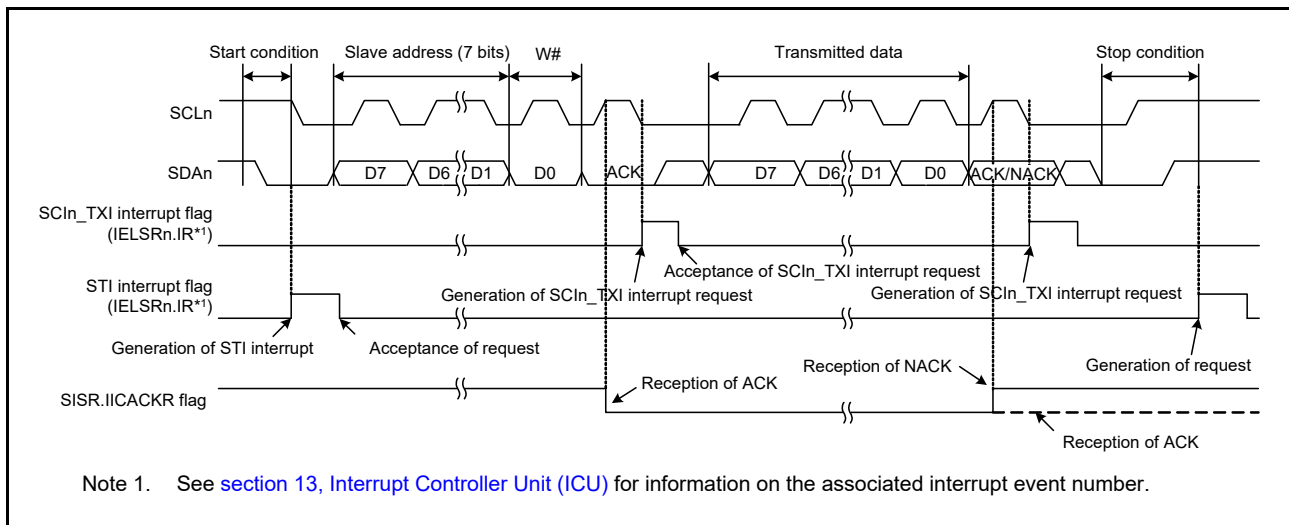 Start condition Slave address (7 bits) W# Transmitted data Stop condition
SCLn
SDAn D7 D6 D1 D0 ACK D7 D6 D1 D0 ACK/NACK
SCIn_TXI interrupt flag
(IELSRn.IR*1)
Acceptance of SCIn_TXI interrupt request
STI interrupt flag
(IELSRn.IR*1)
Generation of SCIn_TXI interrupt request Generation of SCIn_TXI interrupt request
Generation of STI interrupt Acceptance of request Generation of request
Reception of NACK
SISR.IICACKR flag Reception of ACK
Reception of ACK
Note 1. See section 13, Interrupt Controller Unit (ICU) for information on the associated interrupt event number.